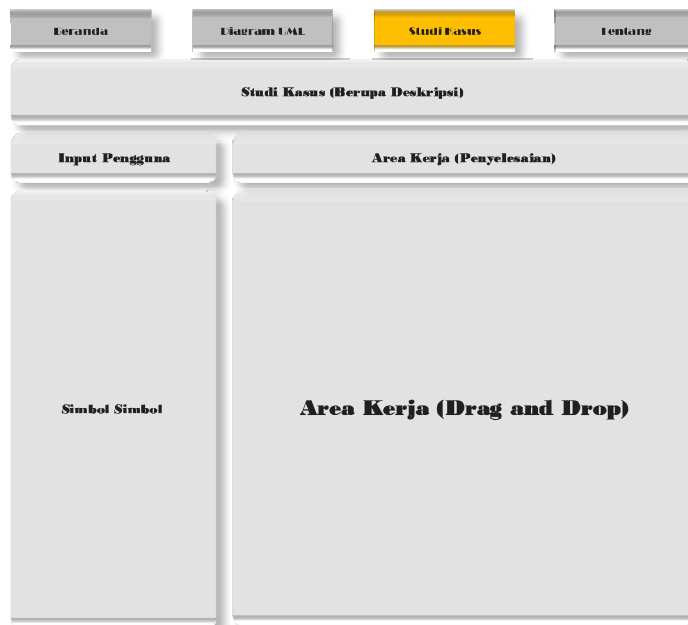 Beranda
Diagram UML
Studi Kasus
Tentang
Studi Kasus (Berupa Deskripsi)
Input Pengguna
Area Kerja (Penyelesaian)
Simbol Simbol
Area Kerja (Drag and Drop)